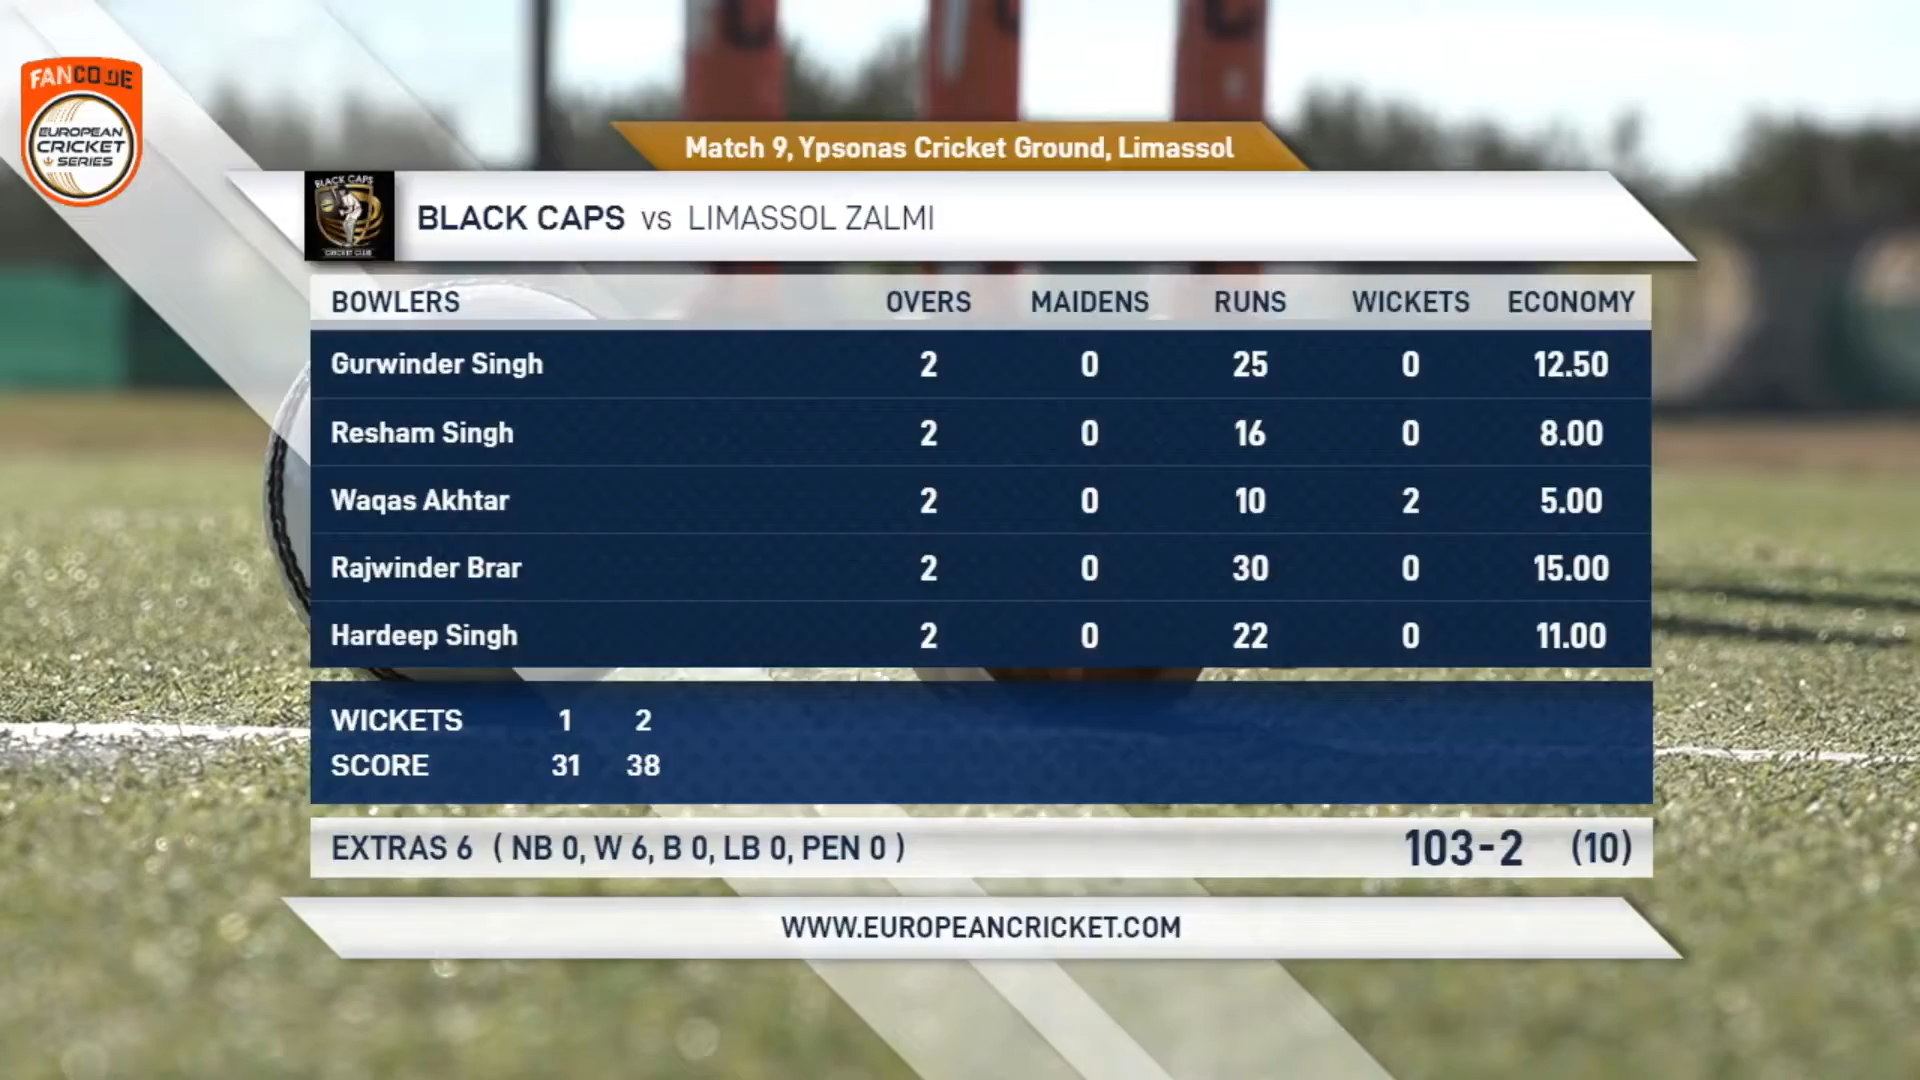 FANCODE
EUROPEAN
CRICKET
SERIES
Match 9, Ypsonas Cricket Ground, Limassol
BLACK CAPS
CRICKET CLUB
BLACK CAPS vs LIMASSOL ZALMI
BOWLERS OVERS MAIDENS RUNS WICKETS ECONOMY
Gurwinder Singh 2 0 25 0 12.50
Resham Singh 2 0 16 0 8.00
Waqas Akhtar 2 0 10 2 5.00
Rajwinder Brar 2 0 30 0 15.00
Hardeep Singh 2 0 22 0 11.00
WICKETS 1 2
SCORE 31 38
EXTRAS 6 ( NB 0, W 6, B 0, LB 0, PEN 0 ) 103-2 (10)
WWW.EUROPEANCRICKET.COM